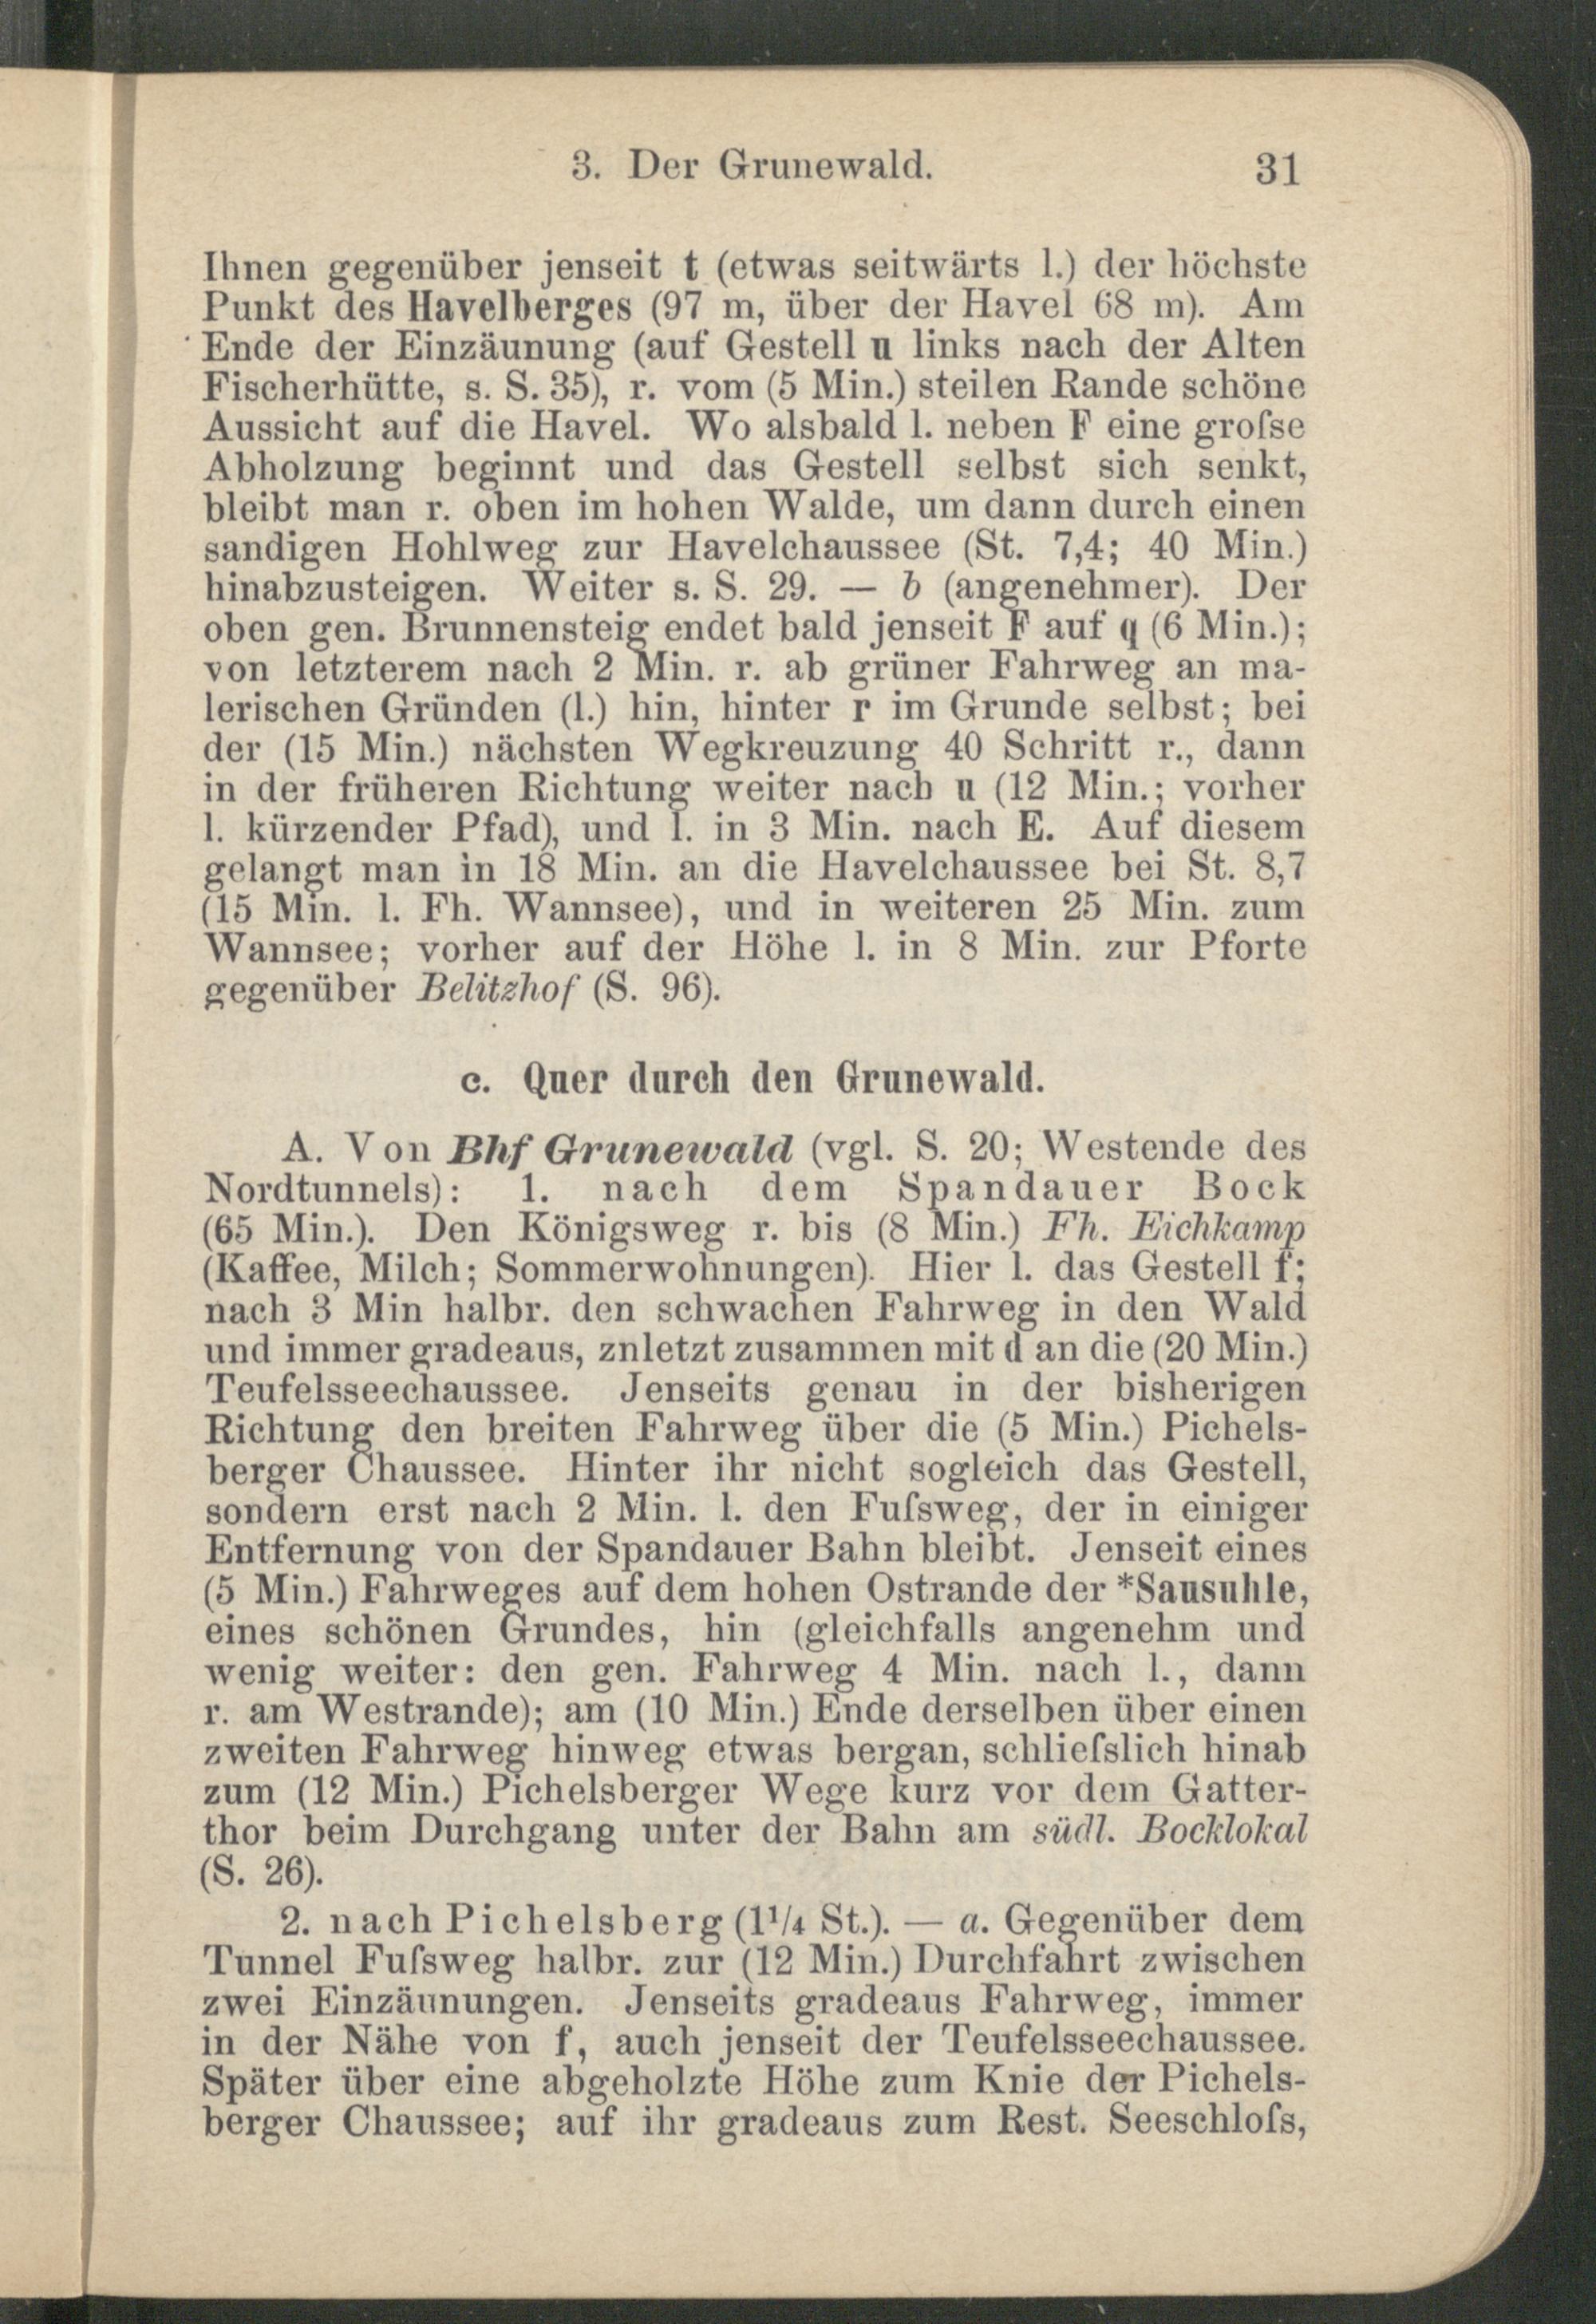 3. Der Grunewald. 31
Ihnen gegenüber jenseit t (etwas seitwärts l.) der höchste
Punkt des Havelberges (97 m, über der Havel 68 m). Am
Ende der Einzäunung (auf Gestell u links nach der Alten
Fischerhütte, s. S. 35), r. vom (5 Min.) steilen Rande schöne
Aussicht auf die Havel. Wo alsbald l. neben F eine groſse
Abholzung beginnt und das Gestell selbst sich senkt,
bleibt man r. oben im hohen Walde, um dann durch einen
sandigen Hohlweg zur Havelchaussee (St. 7,4; 40 Min.)
hinabzusteigen. Weiter s. S. 29. — b (angenehmer). Der
oben gen. Brunnensteig endet bald jenseit F auf q (6 Min.);
von letzterem nach 2 Min. r. ab grüner Fahrweg an ma-
lerischen Gründen (l.) hin, hinter r im Grunde selbst; bei
der (15 Min.) nächsten Wegkreuzung 40 Schritt r., dann
in der früheren Richtung weiter nach u (12 Min.; vorher
l. kürzender Pfad), und l. in 3 Min. nach E. Auf diesem
gelangt man in 18 Min. an die Havelchaussee bei St. 8,7
(15 Min. l. Fh. Wannsee), und in weiteren 25 Min. zum
Wannsee; vorher auf der Höhe l. in 8 Min. zur Pforte
gegenüber Belitzhof (S. 96).
c. Quer durch den Grunewald.
A. Von Bhf Grunewald (vgl. S. 20; Westende des
Nordtunnels): 1. nach dem Spandauer Bock
(65 Min.). Den Königsweg r. bis (8 Min.) Fh. Eichkamp
(Kaffee, Milch; Sommerwohnungen). Hier l. das Gestell f;
nach 3 Min halbr. den schwachen Fahrweg in den Wald
und immer gradeaus, znletzt zusammen mit d an die (20 Min.)
Teufelsseechaussee. Jenseits genau in der bisherigen
Richtung den breiten Fahrweg über die (5 Min.) Pichels-
berger Chaussee. Hinter ihr nicht sogleich das Gestell,
sondern erst nach 2 Min. l. den Fuſsweg, der in einiger
Entfernung von der Spandauer Bahn bleibt. Jenseit eines
(5 Min.) Fahrweges auf dem hohen Ostrande der *Sausuhle,
eines schönen Grundes, hin (gleichfalls angenehm und
wenig weiter: den gen. Fahrweg 4 Min. nach l., dann
r. am Westrande); am (10 Min.) Ende derselben über einen
zweiten Fahrweg hinweg etwas bergan, schlieſslich hinab
zum (12 Min.) Pichelsberger Wege kurz vor dem Gatter-
thor beim Durchgang unter der Bahn am südl. Bocklokal
(S. 26).
2. nach Pichelsberg (1¹/₄ St.). — a. Gegenüber dem
Tunnel Fuſsweg halbr. zur (12 Min.) Durchfahrt zwischen
zwei Einzäunungen. Jenseits gradeaus Fahrweg, immer
in der Nähe von f, auch jenseit der Teufelsseechaussee.
Später über eine abgeholzte Höhe zum Knie der Pichels-
berger Chaussee; auf ihr gradeaus zum Rest. Seeschloſs,